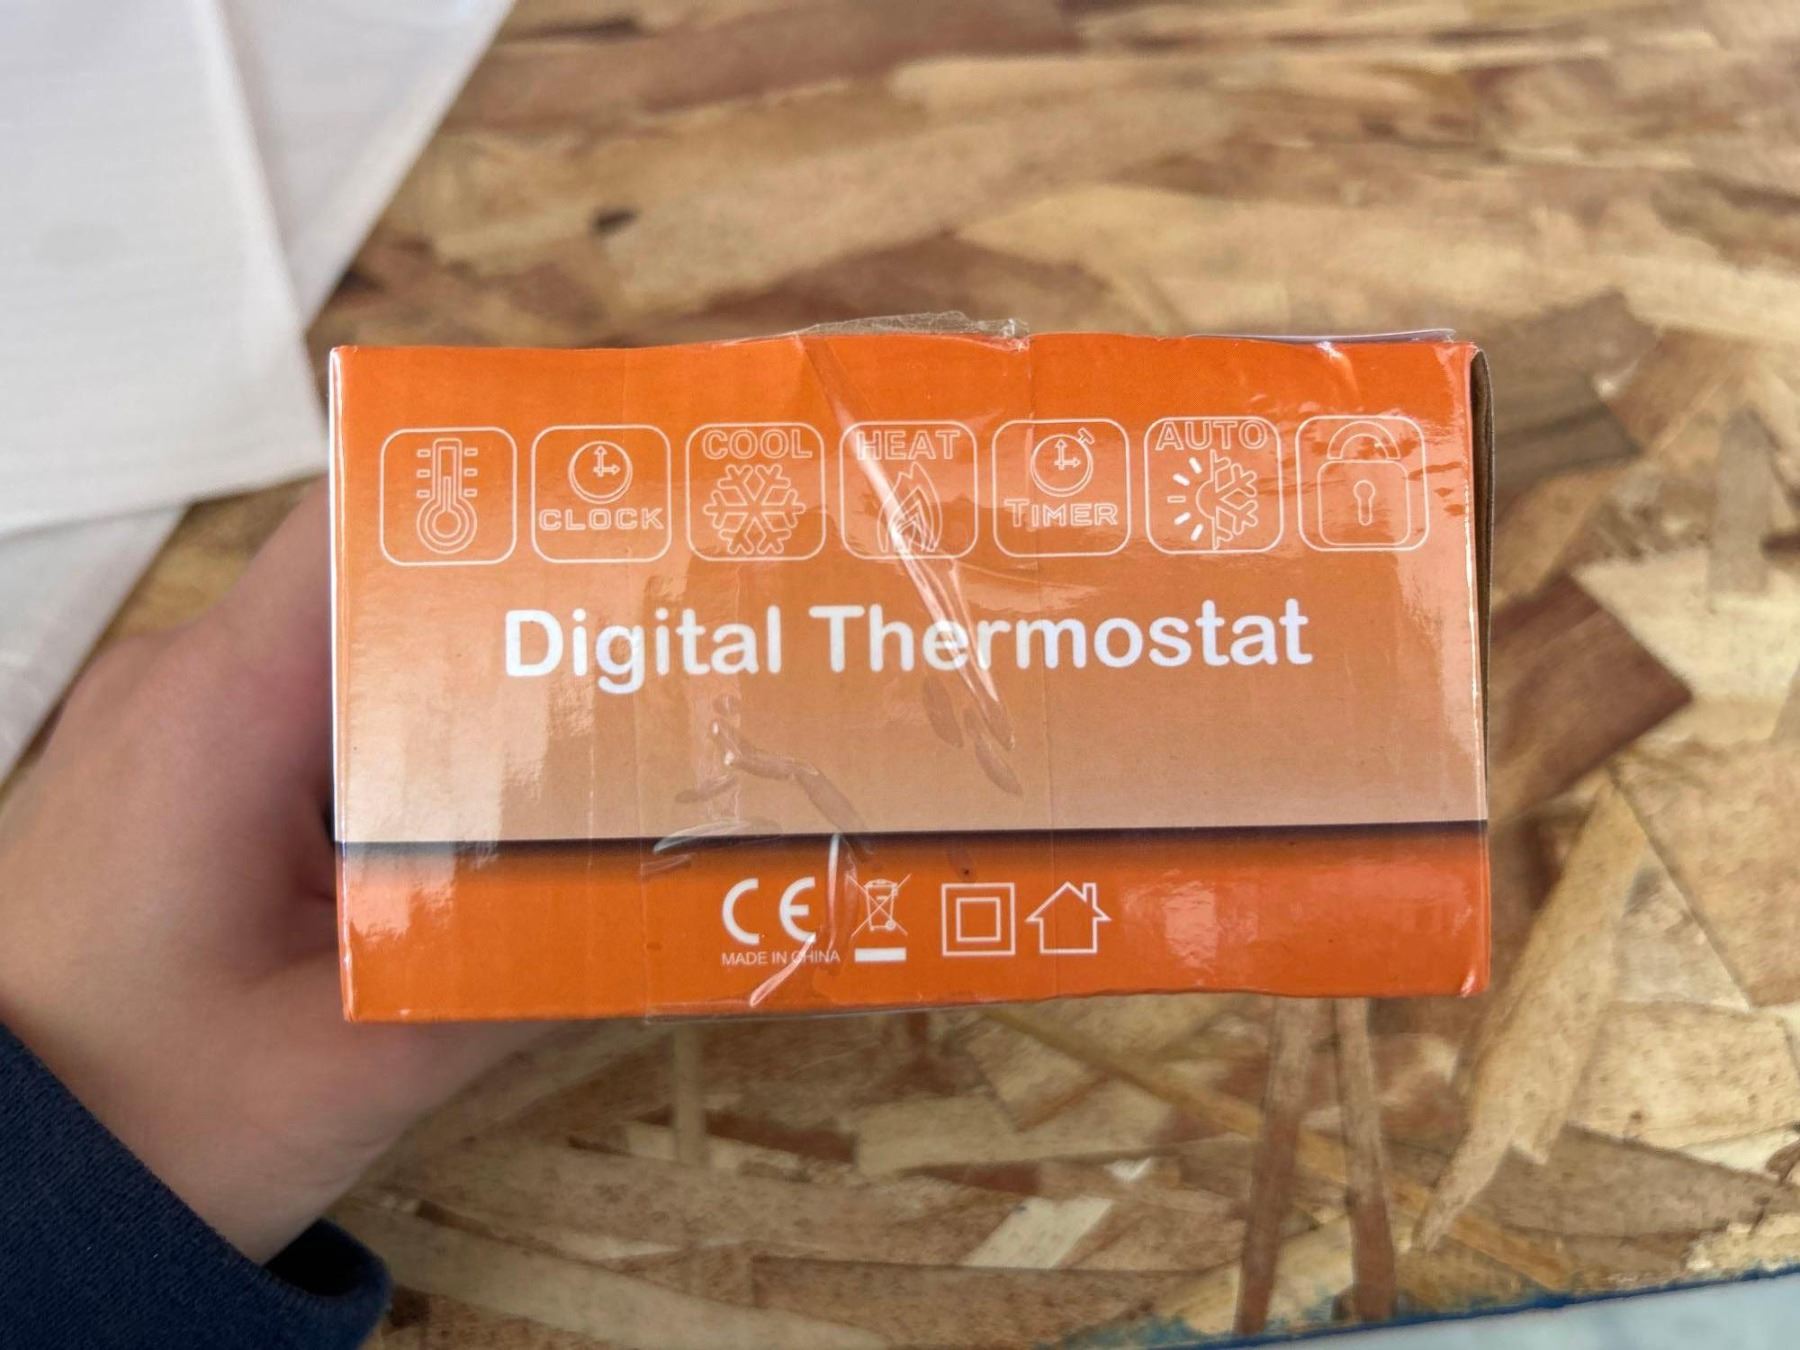 COOL HEAT AUTO
CLOCK TIMER
Digital Thermostat
CE
MADE IN CHINA